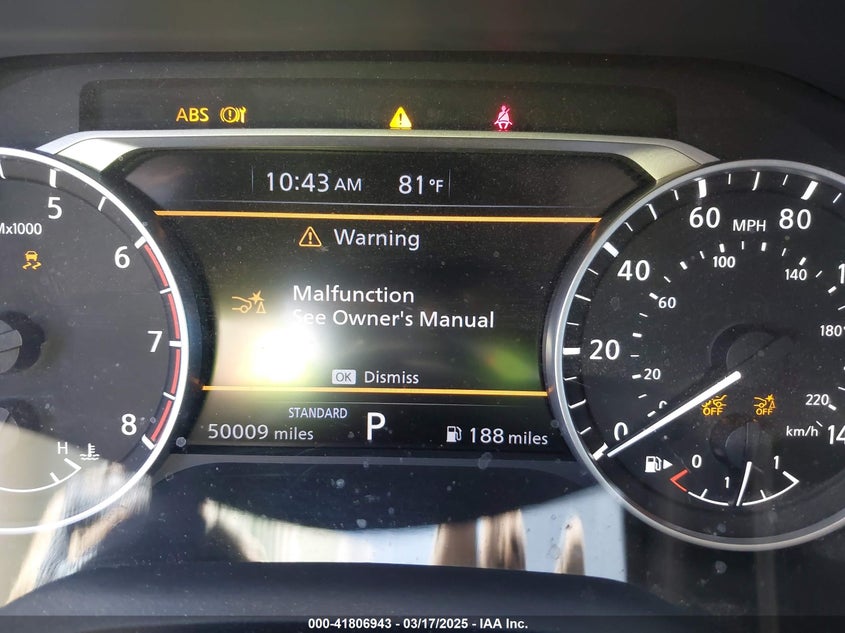 ABS
10:43 AM 81°F
5
x1000
6
7
8
H
Warning
Malfunction
See Owner's Manual
OK Dismiss
STANDARD
50009 miles P 188 miles
0 20 40 60 MPH 80
20 60 100 140 180 220
km/h
OFF OFF
0 1/2 1
000-41806943 - 03/17/2025 - IAA Inc.